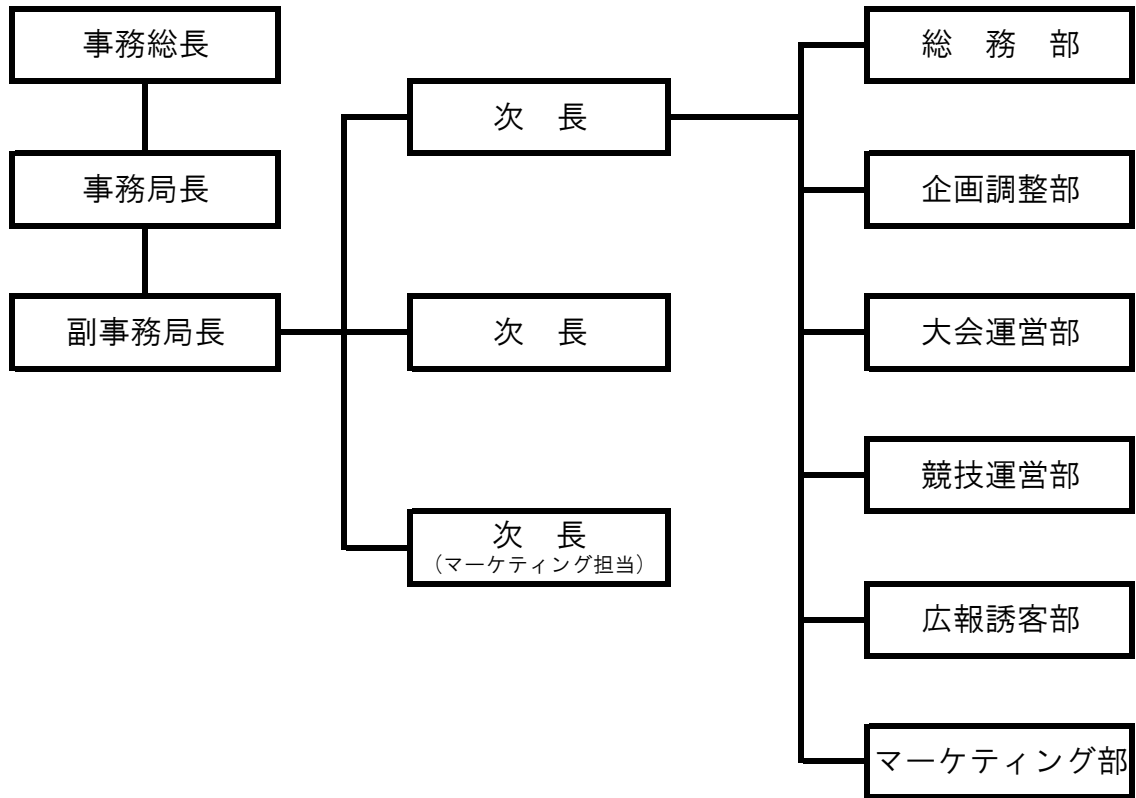 事務総長
事務局長
副事務局長
次　長
次　長
次　長
（マーケティング担当）
総　務　部
企画調整部
大会運営部
競技運営部
広報誘客部
マーケティング部